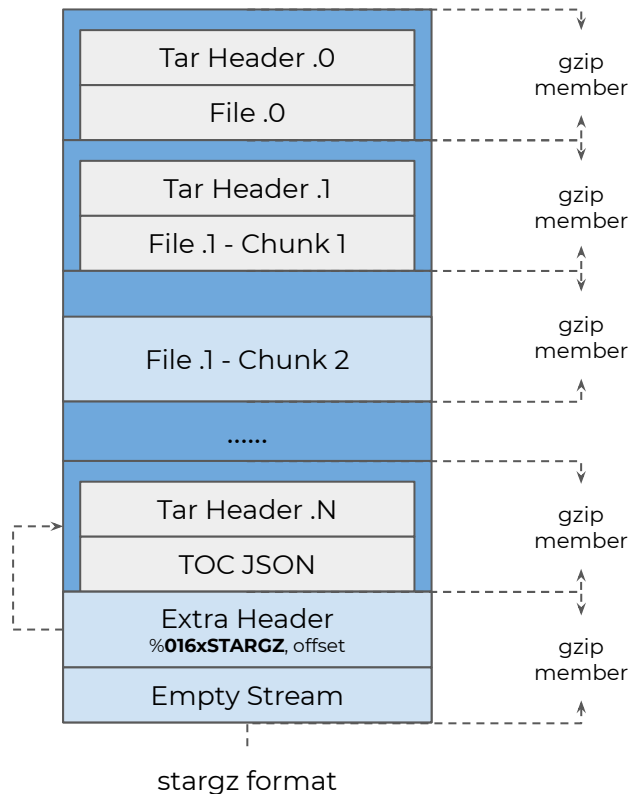 Tar Header .0
File .0
gzip
member
Tar Header .1
File .1 - Chunk 1
gzip
member
File .1 - Chunk 2
gzip
member
......
Tar Header .N
TOC JSON
gzip
member
Extra Header
%016xSTARGZ, offset
Empty Stream
gzip
member
stargz format